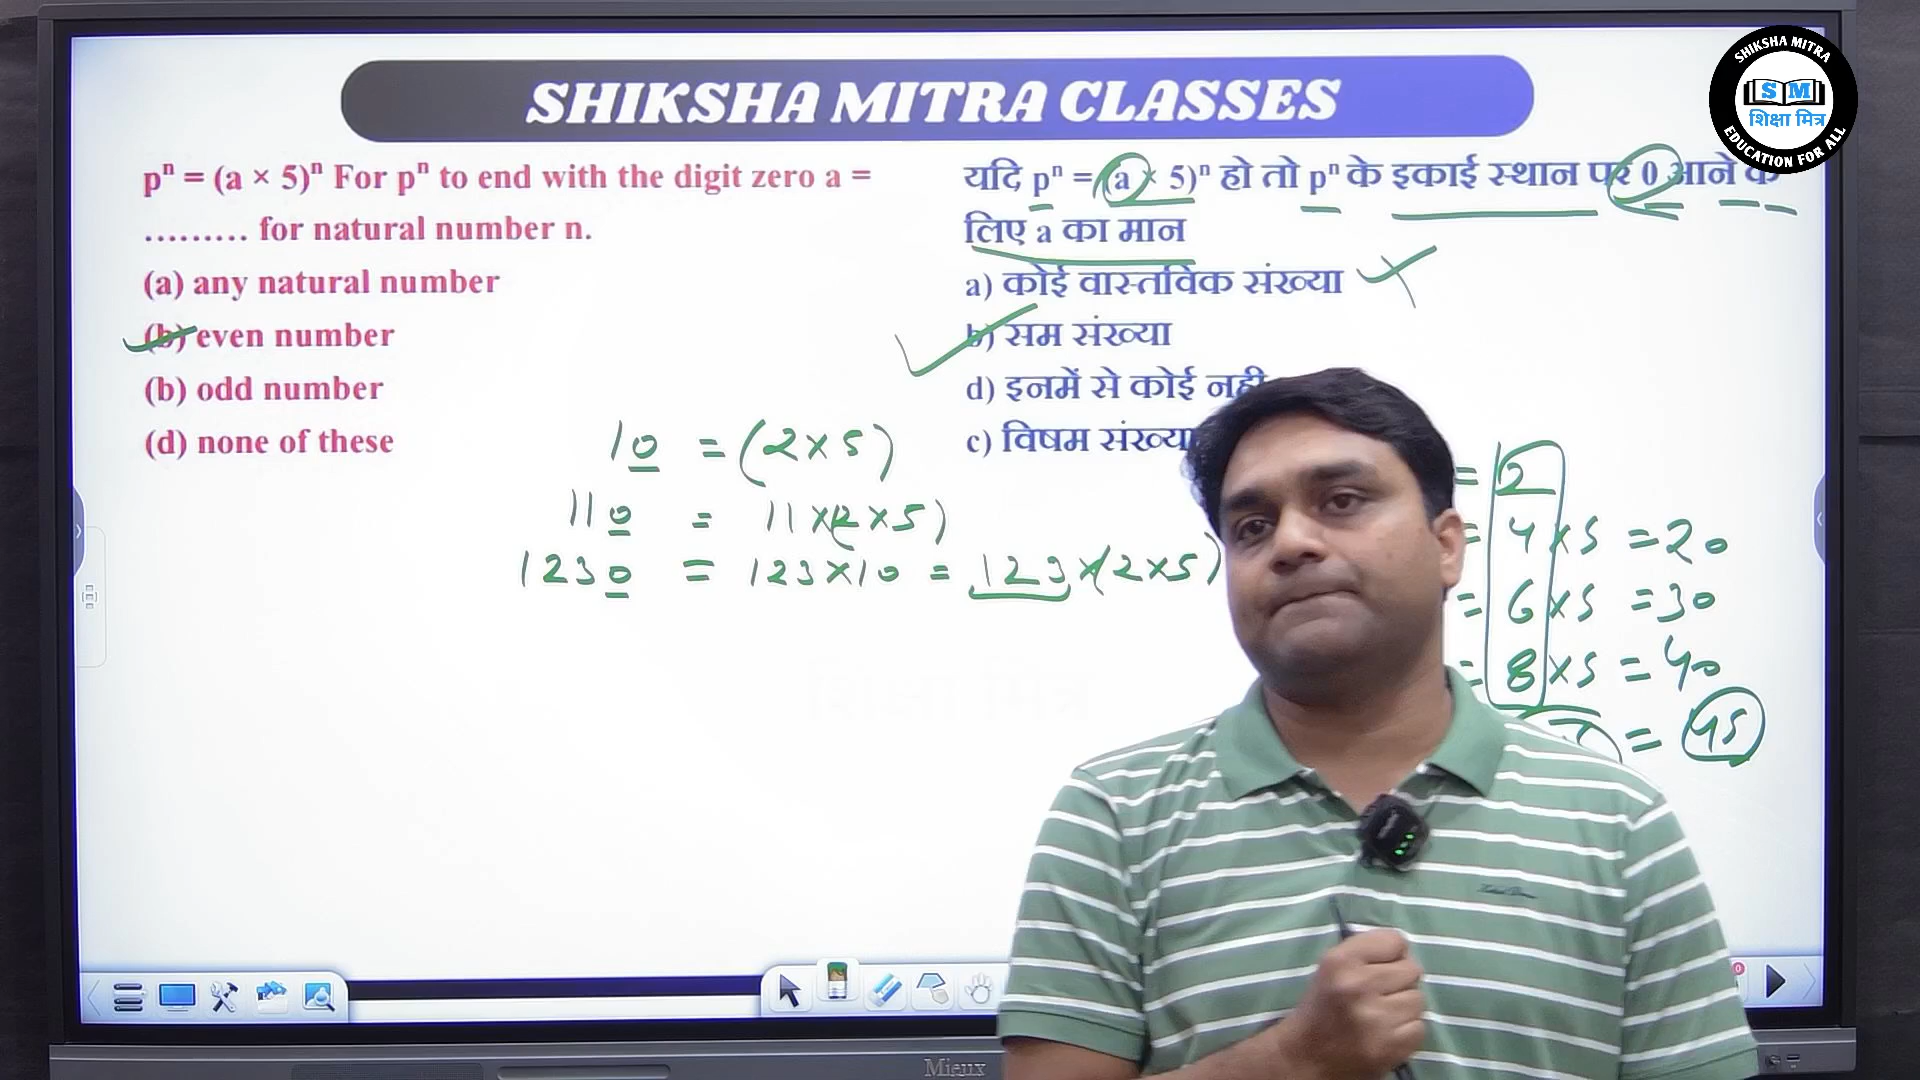 SHIKSHA MITRA CLASSES
SHIKSHA MITRA
SM
शिक्षा मित्र
EDUCATION FOR ALL
pⁿ = (a × 5)ⁿ For pⁿ to end with the digit zero a =
……… for natural number n.
(a) any natural number
(b) even number
(b) odd number
(d) none of these
यदि pⁿ = (a × 5)ⁿ हो तो pⁿ के इकाई स्थान पर 0 आने के
लिए a का मान
a) कोई वास्तविक संख्या
b) सम संख्या
d) इनमें से कोई नही
c) विषम संख्या
10 = (2×5)
110 = 11×(2×5)
1230 = 123×10 = 123×(2×5)
= 2
= 4×5 = 20
= 6×5 = 30
= 8×5 = 40
= 45
शिक्षा मित्र
Mieux